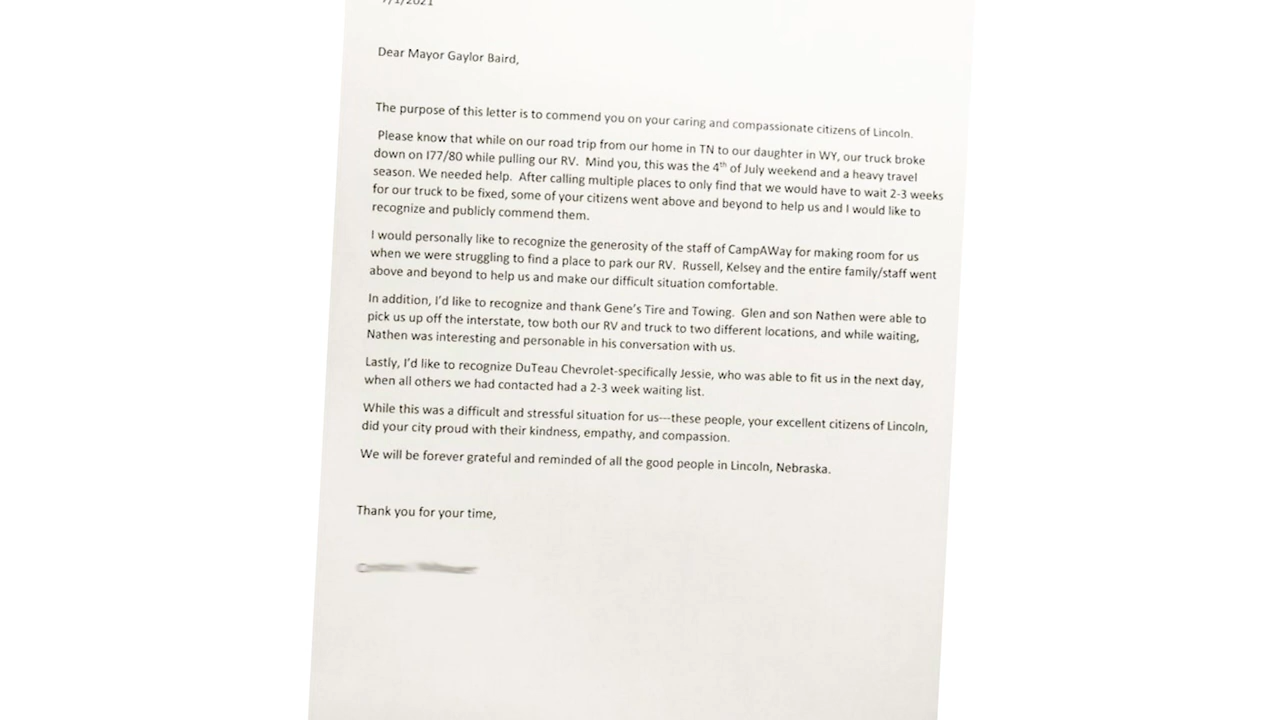 7/1/2021
Dear Mayor Gaylor Baird,
The purpose of this letter is to commend you on your caring and compassionate citizens of Lincoln.
Please know that while on our road trip from our home in TN to our daughter in WY, our truck broke
down on I77/80 while pulling our RV. Mind you, this was the 4th of July weekend and a heavy travel
season. We needed help. After calling multiple places to only find that we would have to wait 2-3 weeks
for our truck to be fixed, some of your citizens went above and beyond to help us and I would like to
recognize and publicly commend them.
I would personally like to recognize the generosity of the staff of CampAWay for making room for us
when we were struggling to find a place to park our RV. Russell, Kelsey and the entire family/staff went
above and beyond to help us and make our difficult situation comfortable.
In addition, I'd like to recognize and thank Gene's Tire and Towing. Glen and son Nathen were able to
pick us up off the interstate, tow both our RV and truck to two different locations, and while waiting,
Nathen was interesting and personable in his conversation with us.
Lastly, I'd like to recognize DuTeau Chevrolet-specifically Jessie, who was able to fit us in the next day,
when all others we had contacted had a 2-3 week waiting list.
While this was a difficult and stressful situation for us---these people, your excellent citizens of Lincoln,
did your city proud with their kindness, empathy, and compassion.
We will be forever grateful and reminded of all the good people in Lincoln, Nebraska.
Thank you for your time,